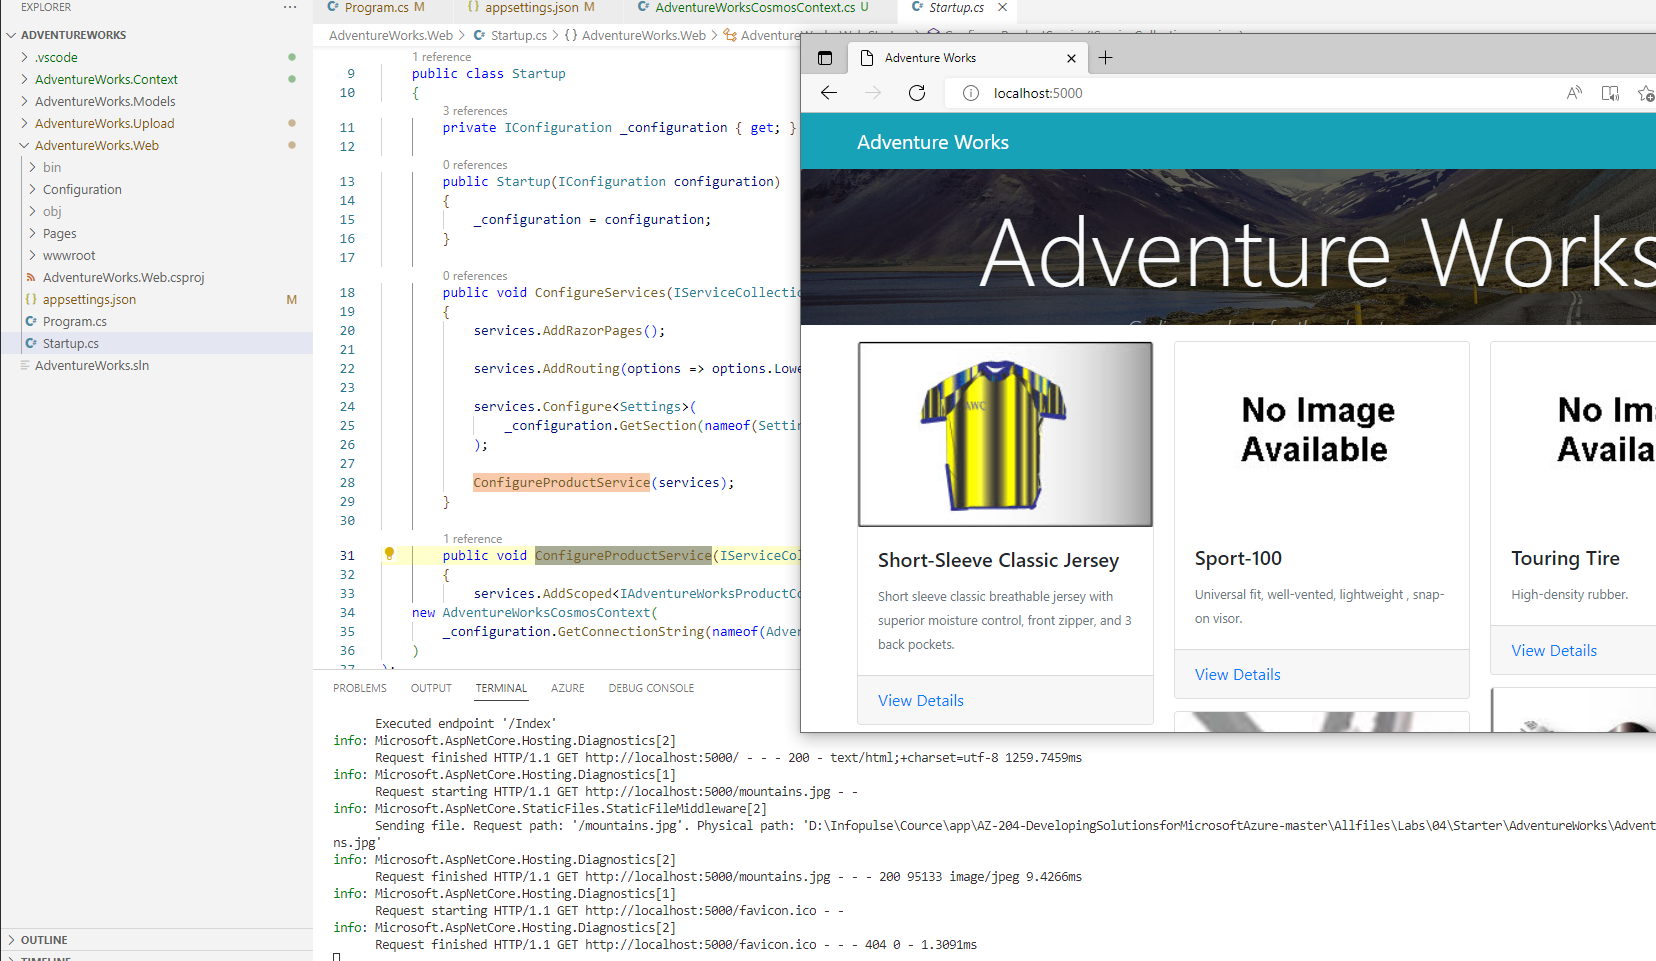 EXPLORER
ADVENTUREWORKS
.vscode
AdventureWorks.Context
AdventureWorks.Models
AdventureWorks.Upload
AdventureWorks.Web
bin
Configuration
obj
Pages
wwwroot
AdventureWorks.Web.csproj
appsettings.json M
Program.cs
Startup.cs
AdventureWorks.sln
OUTLINE
Program.cs M
{} appsettings.json M
AdventureWorksCosmosContext.cs U
Startup.cs
AdventureWorks.Web > Startup.cs > {} AdventureWorks.Web >
1 reference
9 public class Startup
10 {
3 references
11 private IConfiguration _configuration { get; }
12
0 references
13 public Startup(IConfiguration configuration)
14 {
15 _configuration = configuration;
16 }
17
0 references
18 public void ConfigureServices(IServiceCollectio
19 {
20 services.AddRazorPages();
21
22 services.AddRouting(options => options.Lowe
23
24 services.Configure<Settings>(
25 _configuration.GetSection(nameof(Settin
26 );
27
28 ConfigureProductService(services);
29 }
30
1 reference
31 public void ConfigureProductService(IServiceCol
32 {
33 services.AddScoped<IAdventureWorksProductCo
34 new AdventureWorksCosmosContext(
35 _configuration.GetConnectionString(nameof(Adven
36 )
37 );
PROBLEMS OUTPUT TERMINAL AZURE DEBUG CONSOLE
Executed endpoint '/Index'
info: Microsoft.AspNetCore.Hosting.Diagnostics[2]
Request finished HTTP/1.1 GET http://localhost:5000/ - - - 200 - text/html;+charset=utf-8 1259.7459ms
info: Microsoft.AspNetCore.Hosting.Diagnostics[1]
Request starting HTTP/1.1 GET http://localhost:5000/mountains.jpg - -
info: Microsoft.AspNetCore.StaticFiles.StaticFileMiddleware[2]
Sending file. Request path: '/mountains.jpg'. Physical path: 'D:\Infopulse\Cource\app\AZ-204-DevelopingSolutionsforMicrosoftAzure-master\Allfiles\Labs\04\Starter\AdventureWorks\Advent
ns.jpg'
info: Microsoft.AspNetCore.Hosting.Diagnostics[2]
Request finished HTTP/1.1 GET http://localhost:5000/mountains.jpg - - - 200 95133 image/jpeg 9.4266ms
info: Microsoft.AspNetCore.Hosting.Diagnostics[1]
Request starting HTTP/1.1 GET http://localhost:5000/favicon.ico - -
info: Microsoft.AspNetCore.Hosting.Diagnostics[2]
Request finished HTTP/1.1 GET http://localhost:5000/favicon.ico - - - 404 0 - 1.3091ms
Adventure Works
localhost:5000
Adventure Works
Adventure Works
AWC
Short-Sleeve Classic Jersey
Short sleeve classic breathable jersey with
superior moisture control, front zipper, and 3
back pockets.
View Details
No Image
Available
Sport-100
Universal fit, well-vented, lightweight , snap-
on visor.
View Details
No Im
Availa
Touring Tire
High-density rubber.
View Details